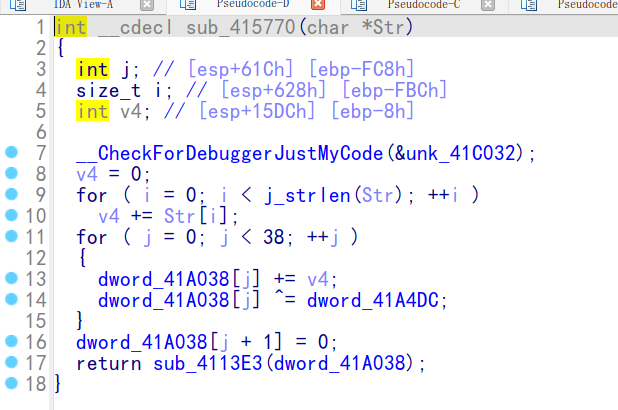 IDA View-A Pseudocode-D Pseudocode-C Pseudocode
1 int __cdecl sub_415770(char *Str)
2 {
3 int j; // [esp+61Ch] [ebp-FC8h]
4 size_t i; // [esp+628h] [ebp-FBCh]
5 int v4; // [esp+15DCh] [ebp-8h]
6
7 __CheckForDebuggerJustMyCode(&unk_41C032);
8 v4 = 0;
9 for ( i = 0; i < j_strlen(Str); ++i )
10 v4 += Str[i];
11 for ( j = 0; j < 38; ++j )
12 {
13 dword_41A038[j] += v4;
14 dword_41A038[j] ^= dword_41A4DC;
15 }
16 dword_41A038[j + 1] = 0;
17 return sub_4113E3(dword_41A038);
18 }